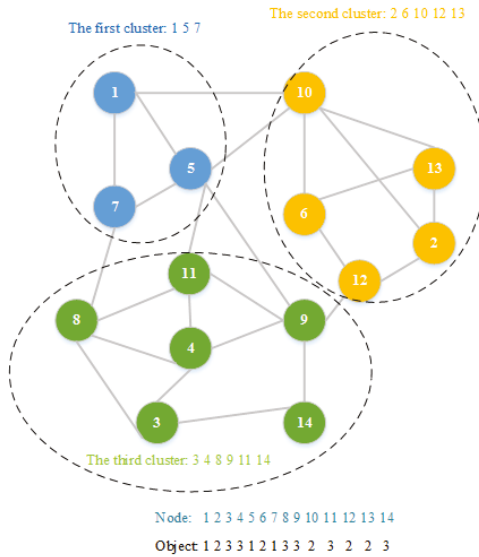 The first cluster: 1 5 7
The second cluster: 2 6 10 12 13
1
10
5
13
7
6
2
11
12
8
9
4
3
14
The third cluster: 3 4 8 9 11 14
Node: 1 2 3 4 5 6 7 8 9 10 11 12 13 14
Object: 1 2 3 3 1 2 1 3 3 2 3 2 2 3